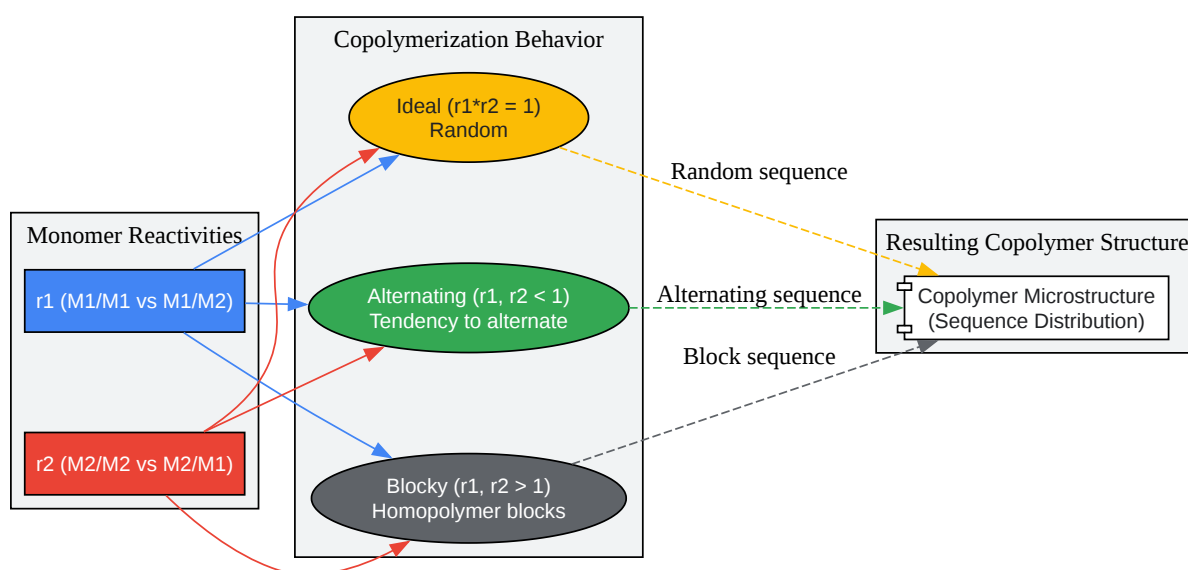 Copolymerization Behavior
Ideal (r1*r2 = 1)
Random
Random sequence
Monomer Reactivities
r1 (M1/M1 vs M1/M2)
Alternating (r1, r2 < 1)
Tendency to alternate
Alternating sequence
Resulting Copolymer Structure
Copolymer Microstructure
(Sequence Distribution)
Block sequence
r2 (M2/M2 vs M2/M1)
Blocky (r1, r2 > 1)
Homopolymer blocks